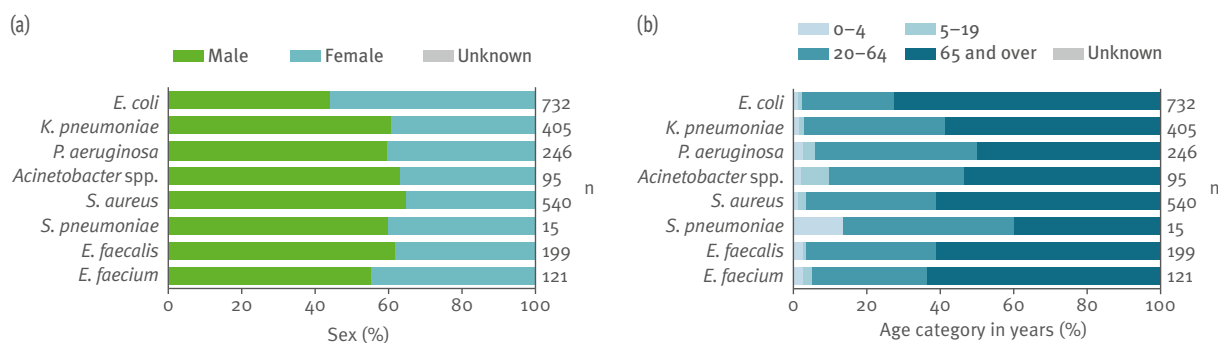 (a)
Male Female Unknown
E. coli 732
K. pneumoniae 405
P. aeruginosa 246
Acinetobacter spp. 95
S. aureus 540
S. pneumoniae 15
E. faecalis 199
E. faecium 121
n
0 20 40 60 80 100
Sex (%)
(b)
0–4 5–19
20–64 65 and over Unknown
E. coli 732
K. pneumoniae 405
P. aeruginosa 246
Acinetobacter spp. 95
S. aureus 540
S. pneumoniae 15
E. faecalis 199
E. faecium 121
n
0 20 40 60 80 100
Age category in years (%)